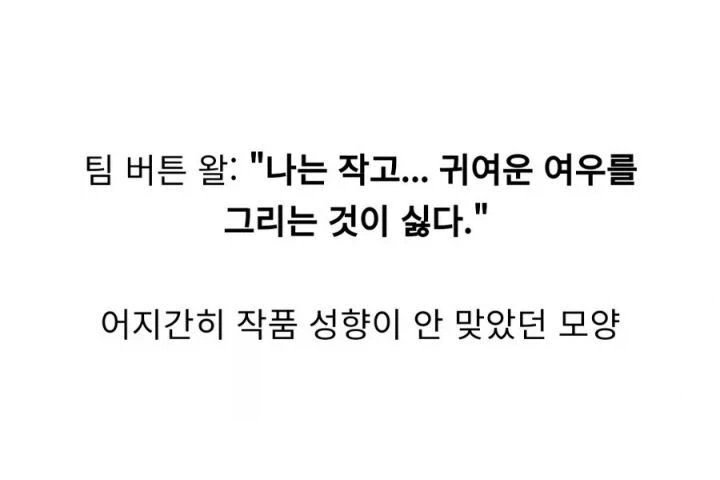 팀 버튼 왈: "나는 작고... 귀여운 여우를
그리는 것이 싫다."
어지간히 작품 성향이 안 맞았던 모양